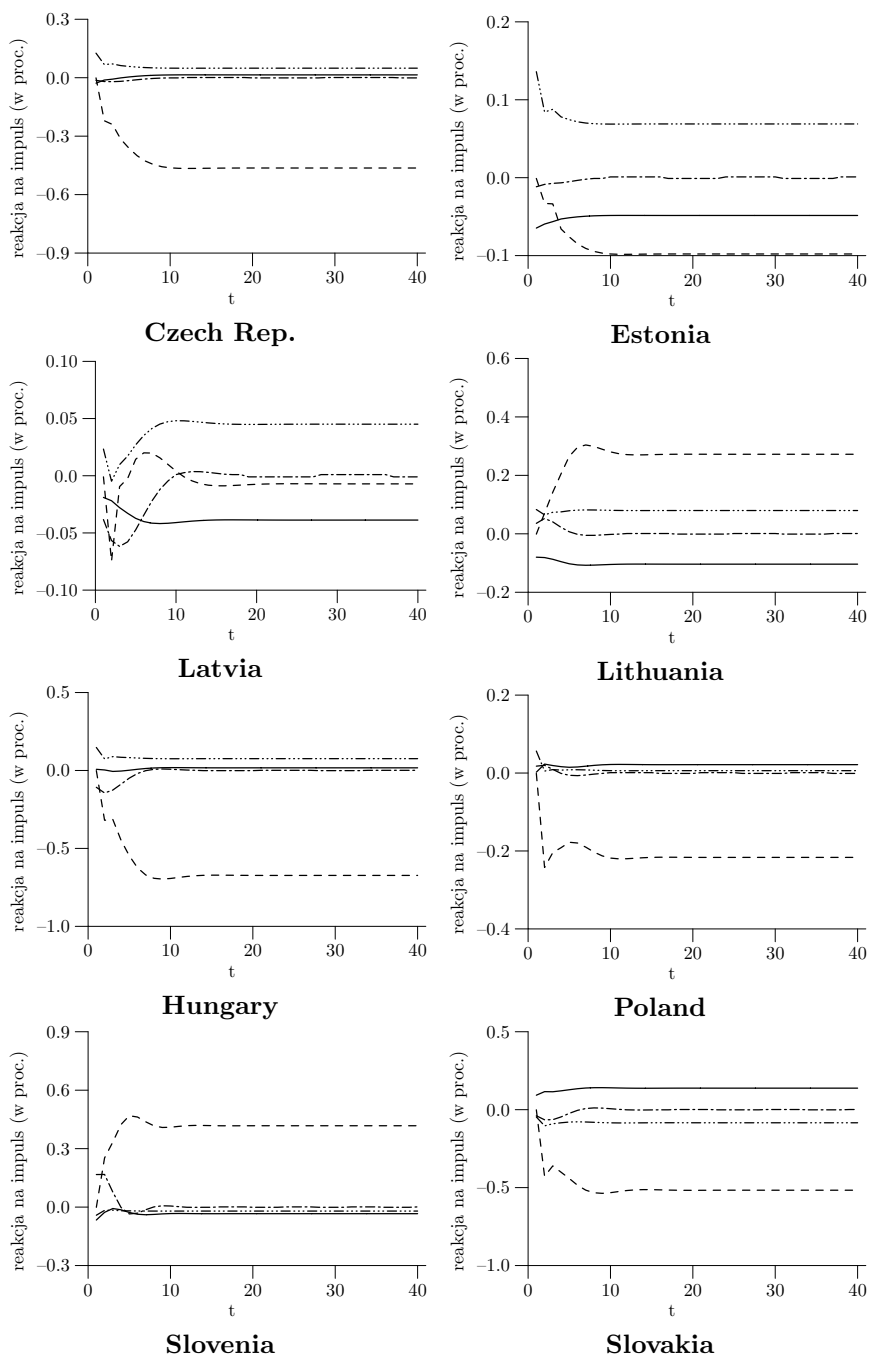 reakcja na impuls (w proc.)
0.3
0.0
–0.3
–0.6
–0.9
0 10 20 30 40
t
Czech Rep.
reakcja na impuls (w proc.)
0.2
0.1
0.0
–0.1
0 10 20 30 40
t
Estonia
reakcja na impuls (w proc.)
0.10
0.05
0.0
–0.05
–0.10
0 10 20 30 40
t
Latvia
reakcja na impuls (w proc.)
0.6
0.4
0.2
0.0
–0.2
0 10 20 30 40
t
Lithuania
reakcja na impuls (w proc.)
0.5
0.0
–0.5
–1.0
0 10 20 30 40
t
Hungary
reakcja na impuls (w proc.)
0.2
0.0
–0.2
–0.4
0 10 20 30 40
t
Poland
reakcja na impuls (w proc.)
0.9
0.6
0.3
0.0
–0.3
0 10 20 30 40
t
Slovenia
reakcja na impuls (w proc.)
0.5
0.0
–0.5
–1.0
0 10 20 30 40
t
Slovakia